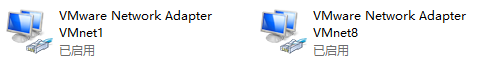 VMware Network Adapter
VMnet1
已启用
VMware Network Adapter
VMnet8
已启用